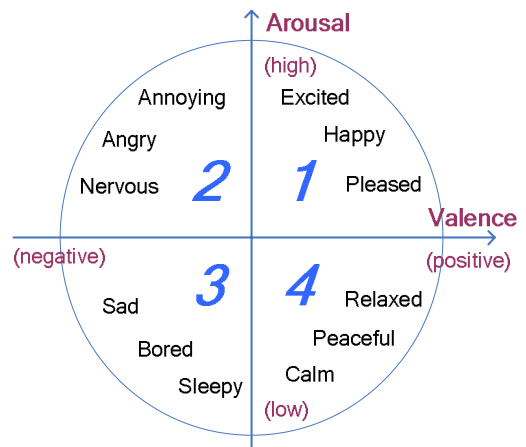 Arousal
(high)
Annoying
Excited
Angry
Happy
Nervous
2
1
Pleased
Valence
(negative)
(positive)
3
4
Sad
Relaxed
Bored
Peaceful
Sleepy
Calm
(low)